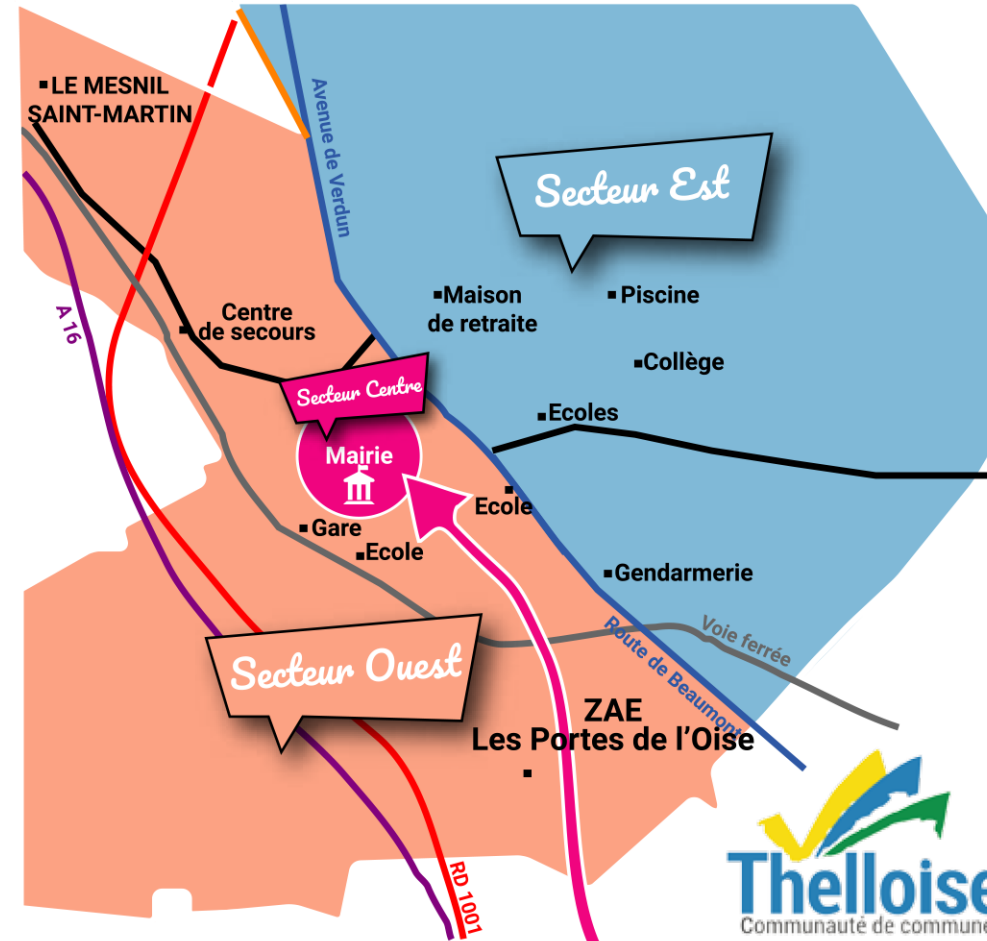 LE MESNIL
SAINT-MARTIN
Avenue de Verdun
Secteur Est
A 16
Centre
de secours
Maison
de retraite
Piscine
Collège
Secteur Centre
Ecoles
Mairie
Ecole
Gare
Ecole
Gendarmerie
Secteur Ouest
Route de Beaumont
Voie ferrée
ZAE
Les Portes de l'Oise
RD 1001
Thelloise
Communauté de commune